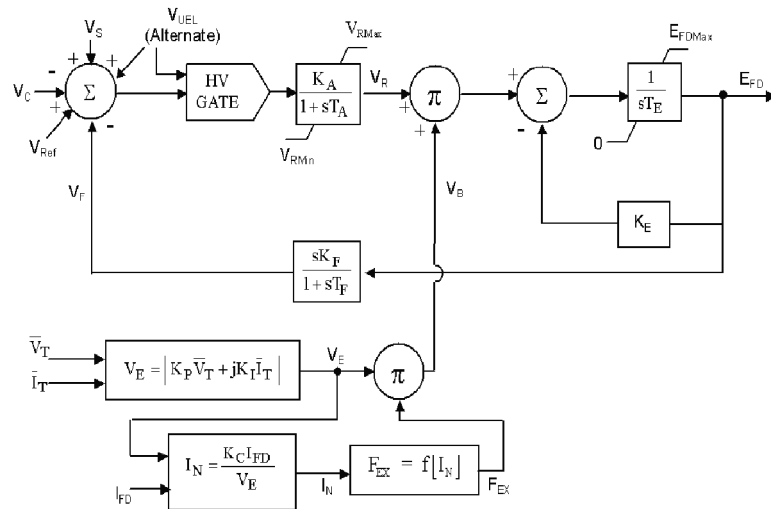 V_UEL
(Alternate)
V_S
V_RMax
E_FDMax
- + +
V_C
Σ
+
-
V_Ref
HV
GATE
K_A
1+sT_A
V_R
V_RMin
π
+
+
+
Σ
-
1
sT_E
0
E_FD
V_F
V_B
K_E
sK_F
1+sT_F
V̅_T
I̅_T
V_E = |K_P V̅_T + jK_I I̅_T|
V_E
π
I_N = K_C I_FD
V_E
I_FD
I_N
F_EX = f[I_N]
F_EX